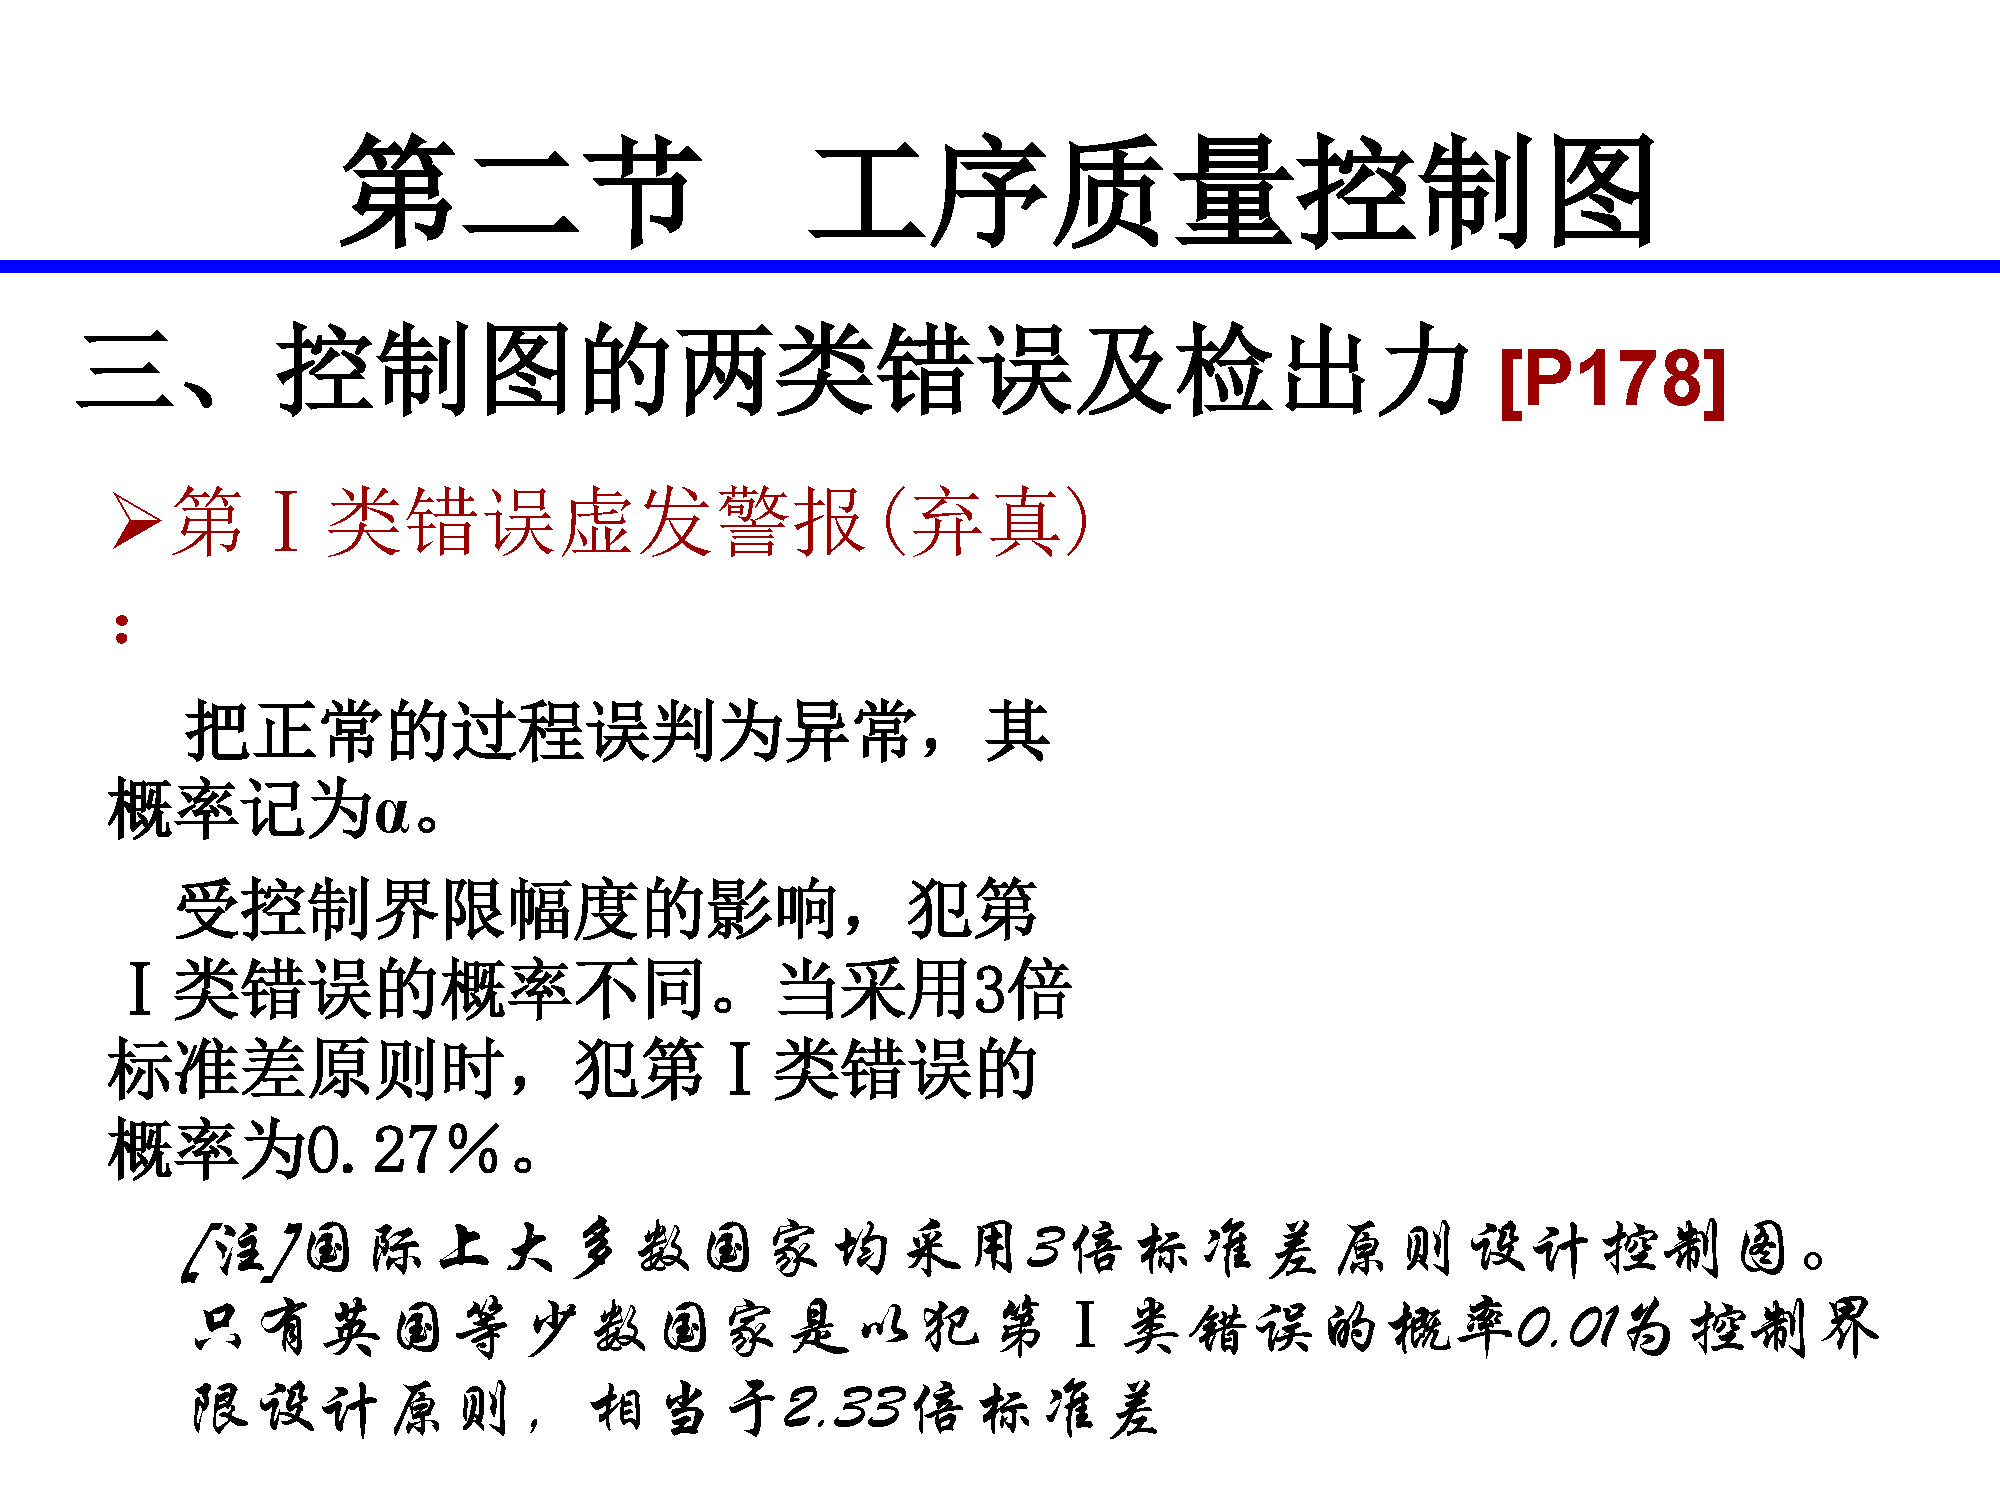 第二节 工序质量控制图
三、控制图的两类错误及检出力 [P178]
➢第Ⅰ类错误虚发警报(弃真)
：
把正常的过程误判为异常，其
概率记为α。
受控制界限幅度的影响，犯第
Ⅰ类错误的概率不同。当采用3倍
标准差原则时，犯第Ⅰ类错误的
概率为0.27％。
[注]国际上大多数国家均采用3倍标准差原则设计控制图。
只有英国等少数国家是以犯第Ⅰ类错误的概率0.01为控制界
限设计原则，相当于2.33倍标准差